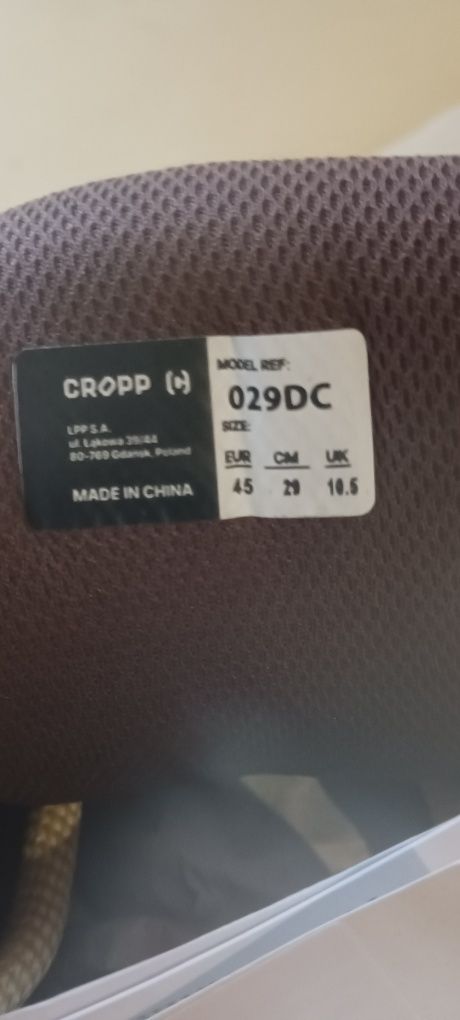 CROPP
LPP S.A.
ul. Łąkowa 39/44
80-769 Gdańsk, Poland
MADE IN CHINA
MODEL REF:
029DC
SIZE:
EUR CM UK
45 29 10.5